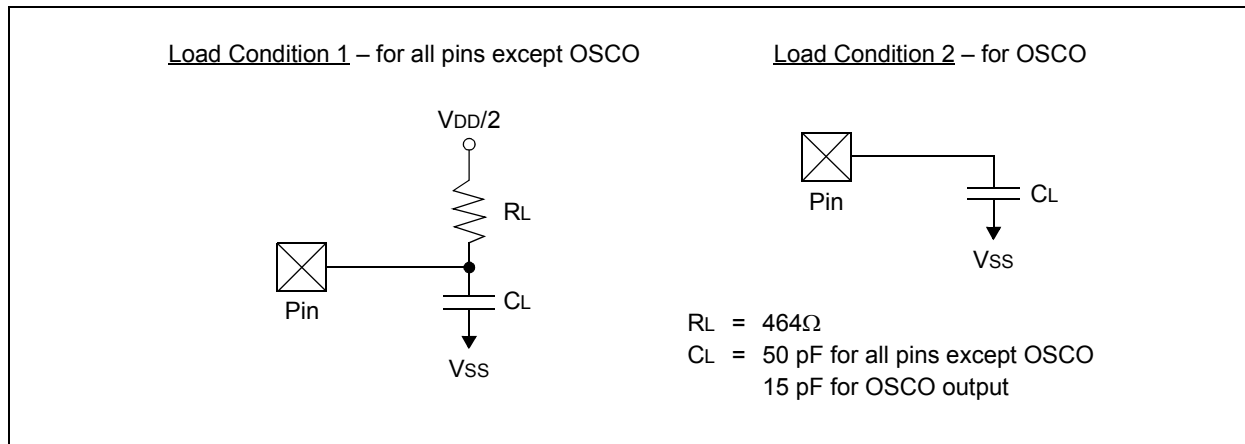 Load Condition 1 – for all pins except OSCO
VDD/2
RL
Pin
CL
VSS
Load Condition 2 – for OSCO
Pin
CL
VSS
RL = 464Ω
CL = 50 pF for all pins except OSCO
15 pF for OSCO output